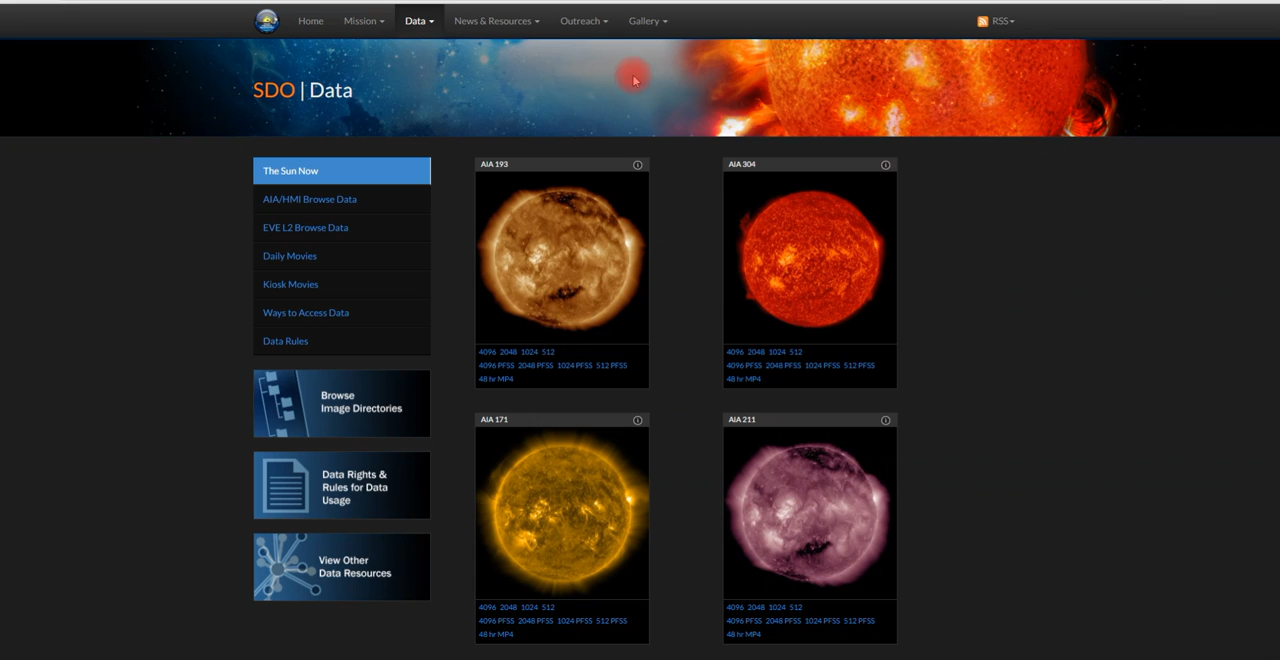 Home Mission Data News & Resources Outreach Gallery RSS
SDO | Data
The Sun Now
AIA/HMI Browse Data
EVE L2 Browse Data
Daily Movies
Kiosk Movies
Ways to Access Data
Data Rules
Browse
Image Directories
Data Rights &
Rules for Data
Usage
View Other
Data Resources
AIA 193
4096 2048 1024 512
4096 PFSS 2048 PFSS 1024 PFSS 512 PFSS
48 hr MP4
AIA 304
4096 2048 1024 512
4096 PFSS 2048 PFSS 1024 PFSS 512 PFSS
48 hr MP4
AIA 171
4096 2048 1024 512
4096 PFSS 2048 PFSS 1024 PFSS 512 PFSS
48 hr MP4
AIA 211
4096 2048 1024 512
4096 PFSS 2048 PFSS 1024 PFSS 512 PFSS
48 hr MP4